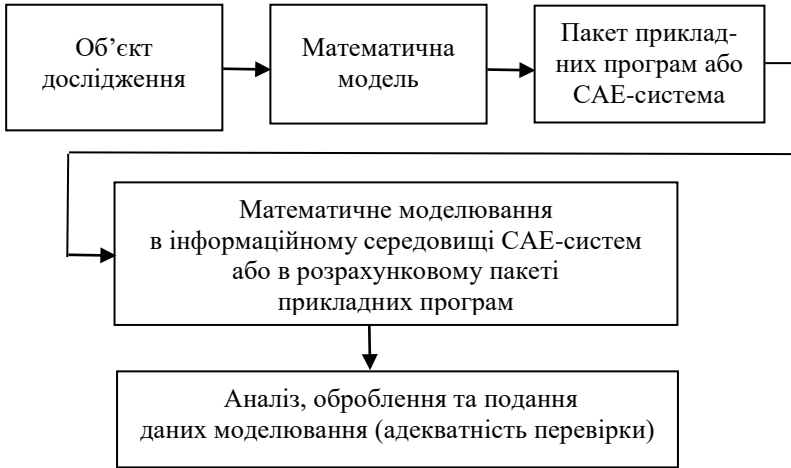 Об’єкт
дослідження
Математична
модель
Пакет приклад-
них програм або
САЕ-система
Математичне моделювання
в інформаційному середовищі САЕ-систем
або в розрахунковому пакеті
прикладних програм
Аналіз, оброблення та подання
даних моделювання (адекватність перевірки)